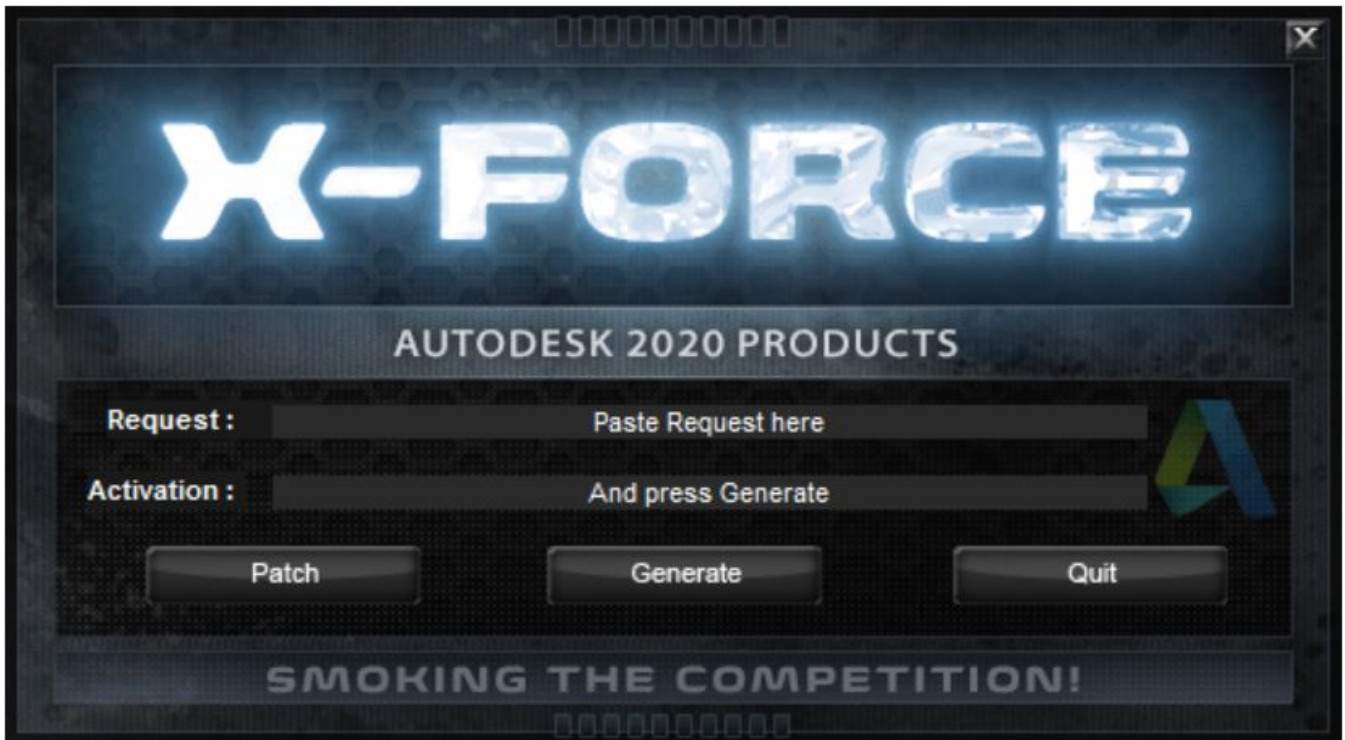 X-FORCE
AUTODESK 2020 PRODUCTS
Request : Paste Request here
Activation : And press Generate
Patch Generate Quit
SMOKING THE COMPETITION!